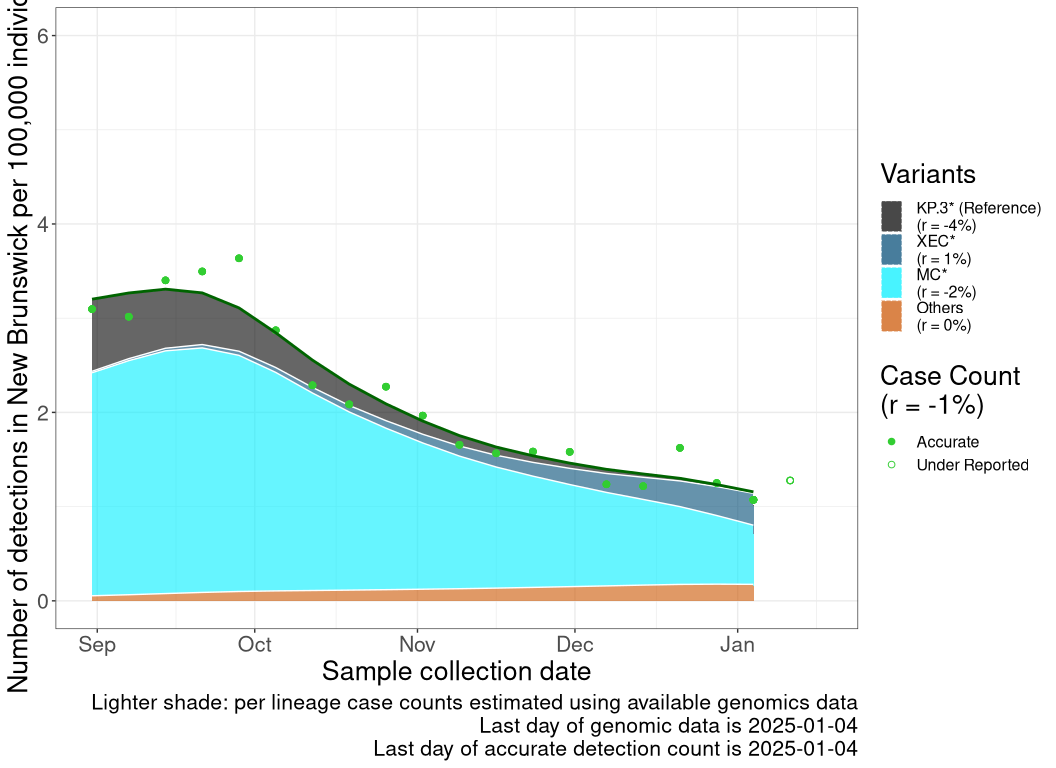 Number of detections in New Brunswick per 100,000
6
4
2
0
Sep Oct Nov Dec Jan
Sample collection date
Lighter shade: per lineage case counts estimated using available genomics data
Last day of genomic data is 2025-01-04
Last day of accurate detection count is 2025-01-04
Variants
KP.3* (Reference)
(r = -4%)
XEC*
(r = 1%)
MC*
(r = -2%)
Others
(r = 0%)
Case Count
(r = -1%)
Accurate
Under Reported